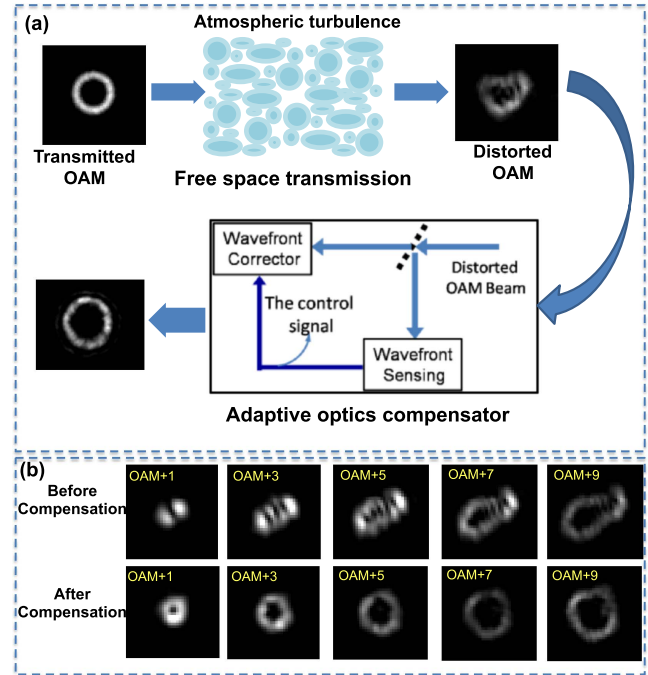 (a)
Atmospheric turbulence
Transmitted
OAM
Free space transmission
Distorted
OAM
Wavefront
Corrector
Distorted
OAM Beam
The control
signal
Wavefront
Sensing
Adaptive optics compensator
(b)
Before
Compensation
OAM+1
OAM+3
OAM+5
OAM+7
OAM+9
After
Compensation
OAM+1
OAM+3
OAM+5
OAM+7
OAM+9